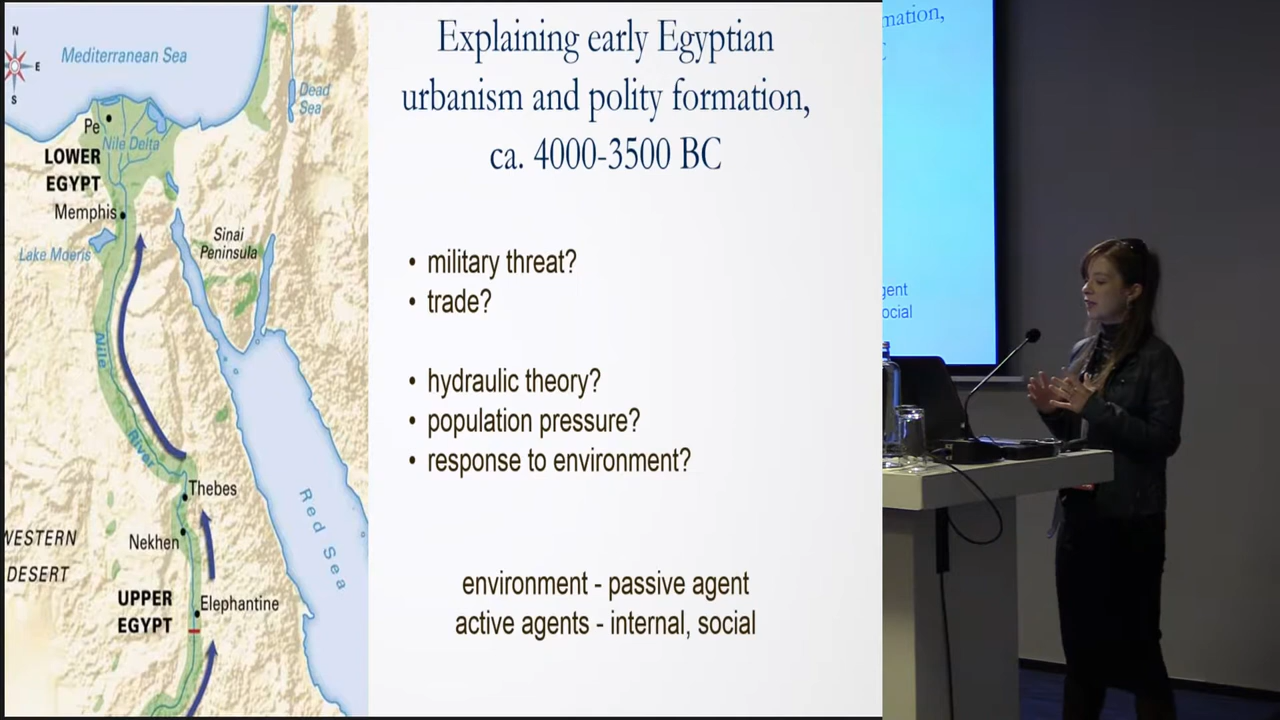 Explaining early Egyptian
urbanism and polity formation,
ca. 4000-3500 BC
• military threat?
• trade?
• hydraulic theory?
• population pressure?
• response to environment?
environment - passive agent
active agents - internal, social
N
E
S
Mediterranean Sea
Dead
Sea
Pe
Nile Delta
LOWER
EGYPT
Memphis
Lake Moeris
Sinai
Peninsula
Nile
River
Thebes
Nekhen
WESTERN
DESERT
UPPER
EGYPT
Elephantine
Red Sea
mation,
C
gent
ocial